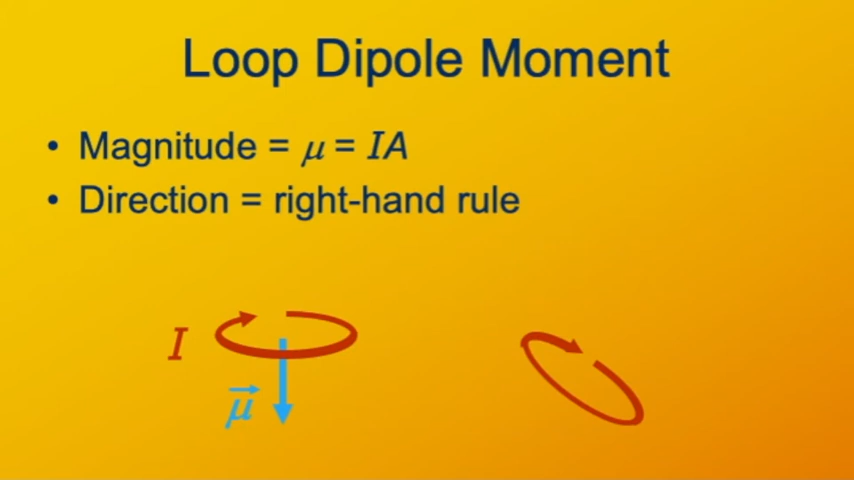 Loop Dipole Moment
• Magnitude = μ = IA
• Direction = right-hand rule
I
μ⃗